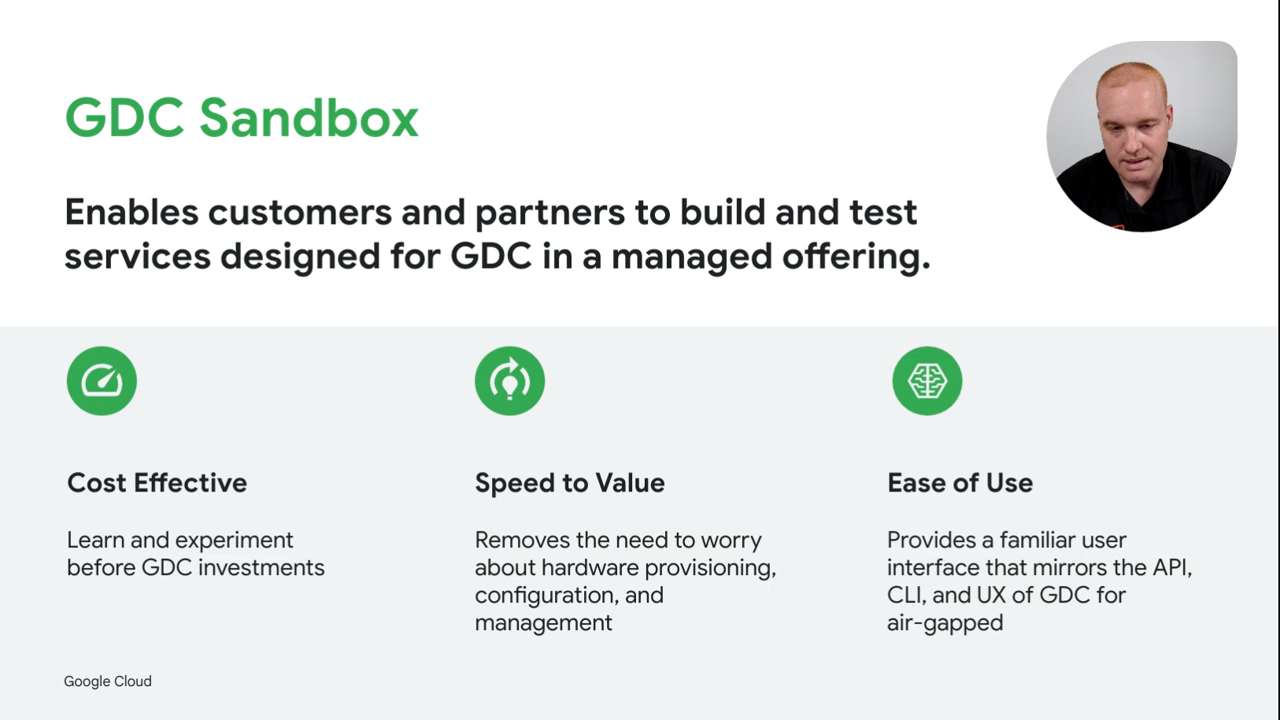 GDC Sandbox
Enables customers and partners to build and test
services designed for GDC in a managed offering.
Cost Effective
Learn and experiment
before GDC investments
Speed to Value
Removes the need to worry
about hardware provisioning,
configuration, and
management
Ease of Use
Provides a familiar user
interface that mirrors the API,
CLI, and UX of GDC for
air-gapped
Google Cloud